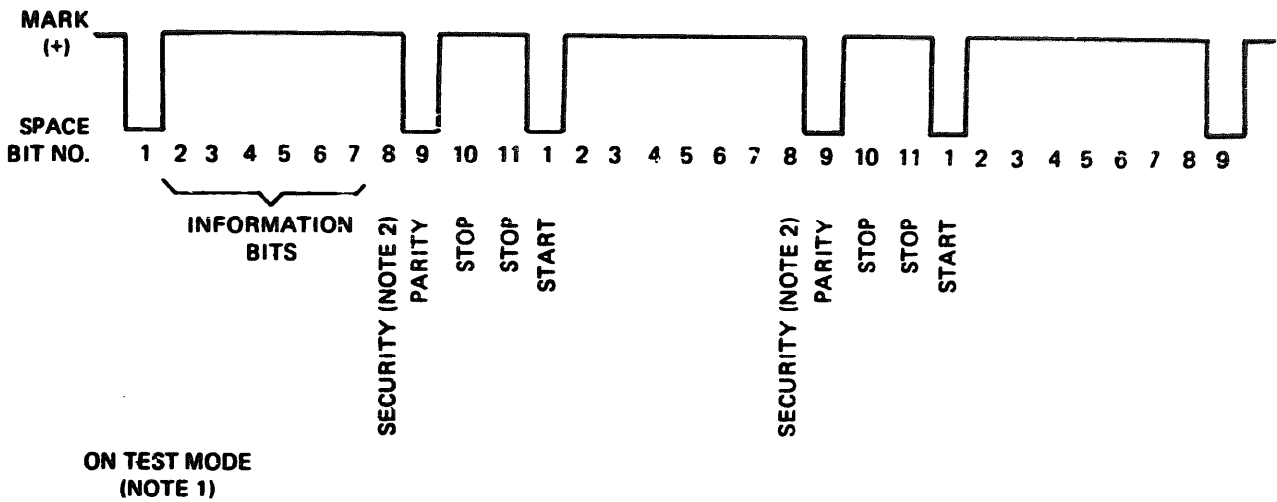 MARK
(+)
SPACE
BIT NO. 1 2 3 4 5 6 7 8 9 10 11 1 2 3 4 5 6 7 8 9 10 11 1 2 3 4 5 6 7 8 9
INFORMATION
BITS
SECURITY (NOTE 2)
PARITY
STOP
STOP
START
SECURITY (NOTE 2)
PARITY
STOP
STOP
START
ON TEST MODE
(NOTE 1)